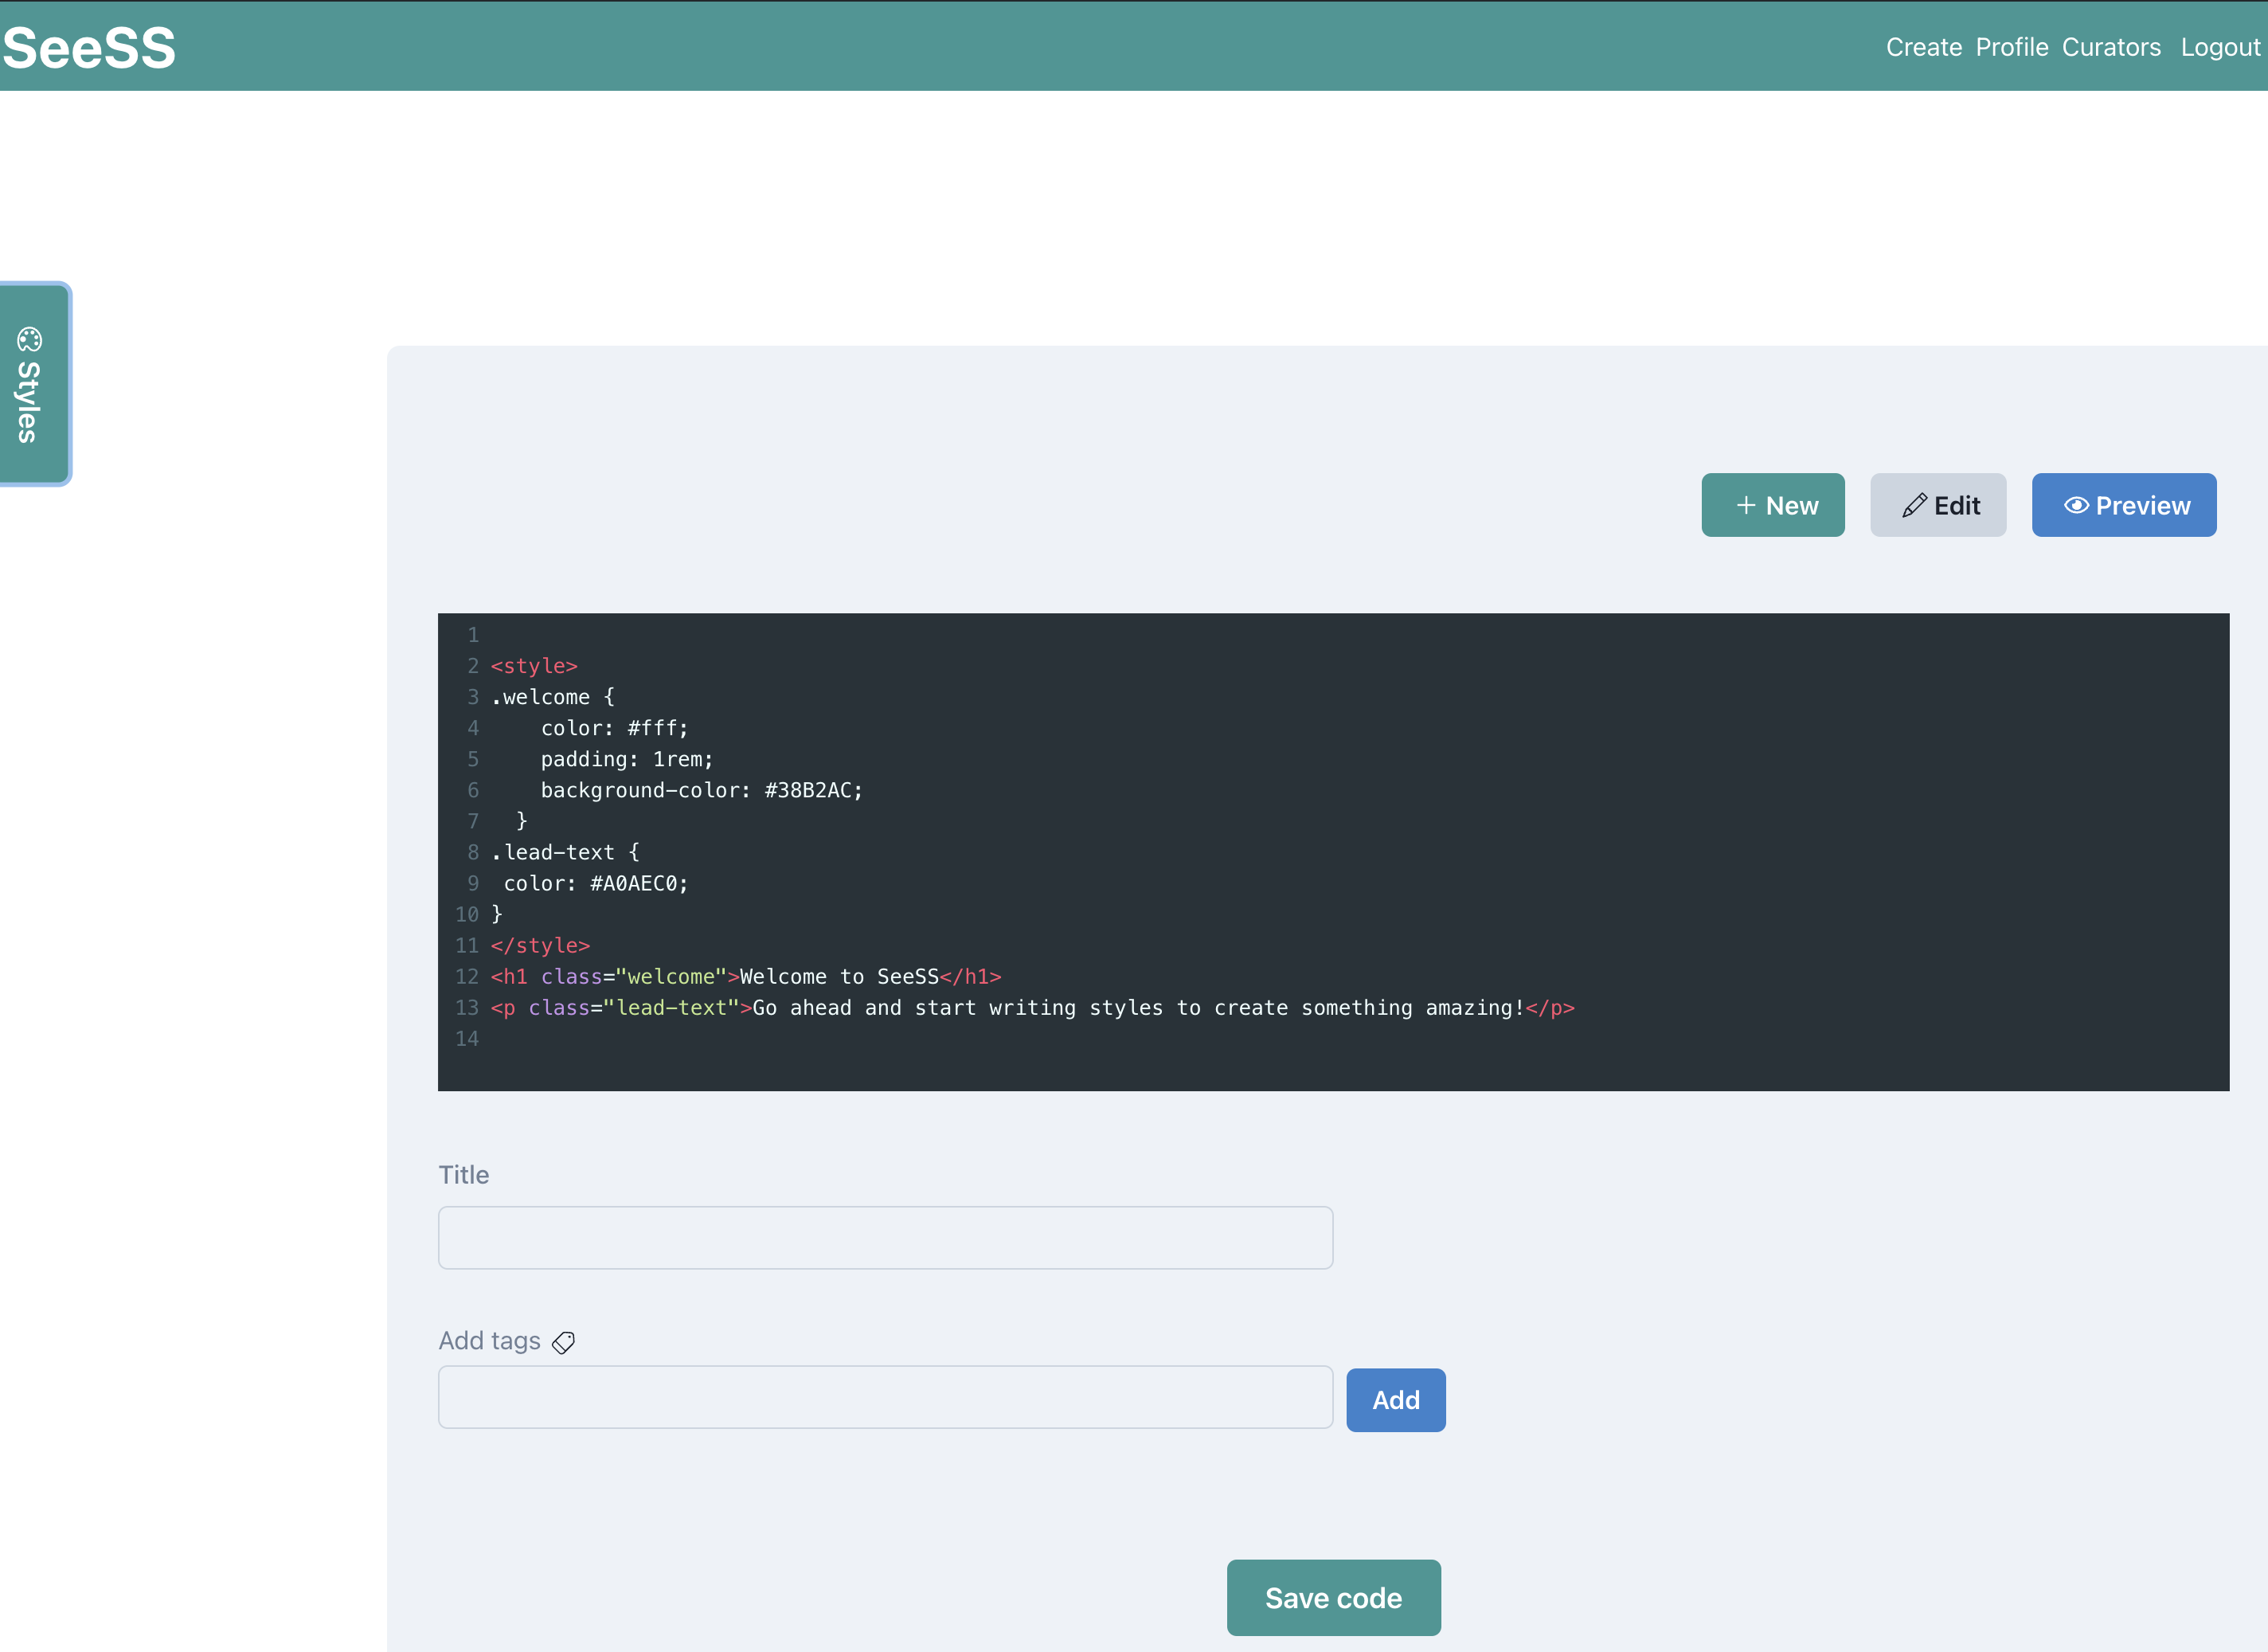 SeeSS
Create Profile Curators Logout
Styles
+ New
Edit
Preview
1
2 <style>
3 .welcome {
4     color: #fff;
5     padding: 1rem;
6     background-color: #38B2AC;
7   }
8 .lead-text {
9  color: #A0AEC0;
10 }
11 </style>
12 <h1 class="welcome">Welcome to SeeSS</h1>
13 <p class="lead-text">Go ahead and start writing styles to create something amazing!</p>
14
Title
Add tags
Add
Save code